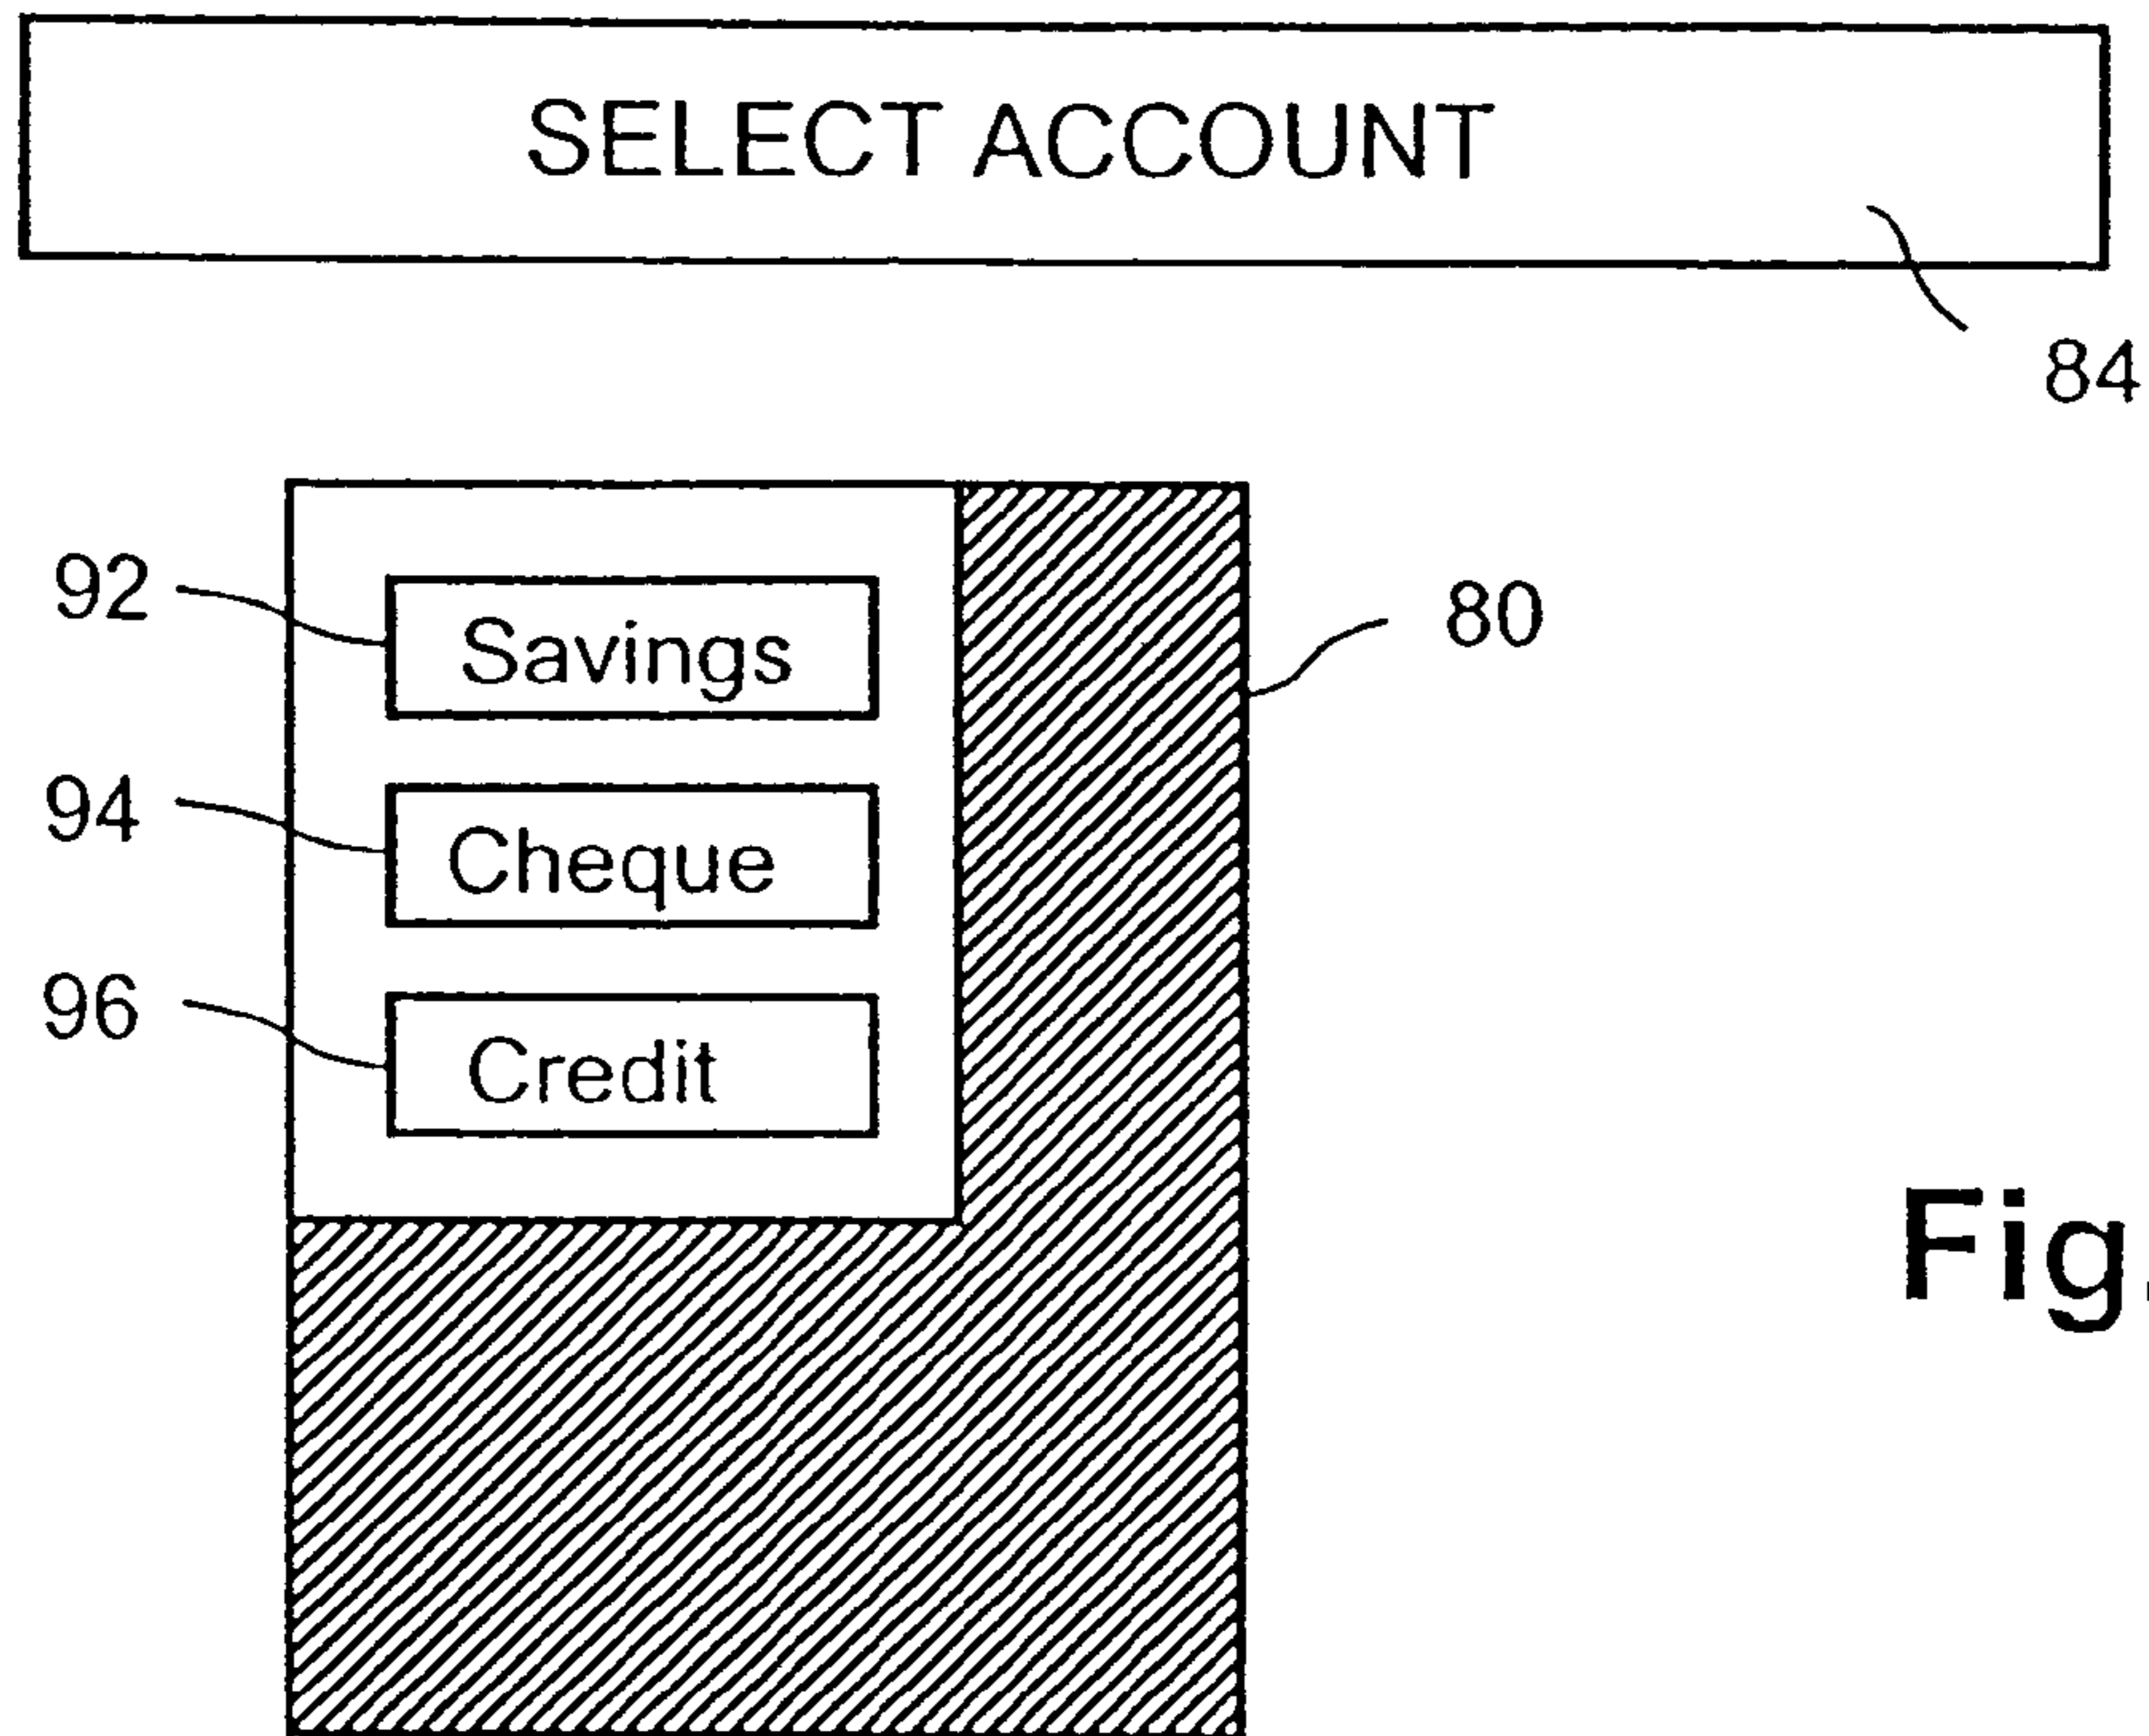 SELECT ACCOUNT
84
92
Savings
80
94
Cheque
96
Credit
Fig.